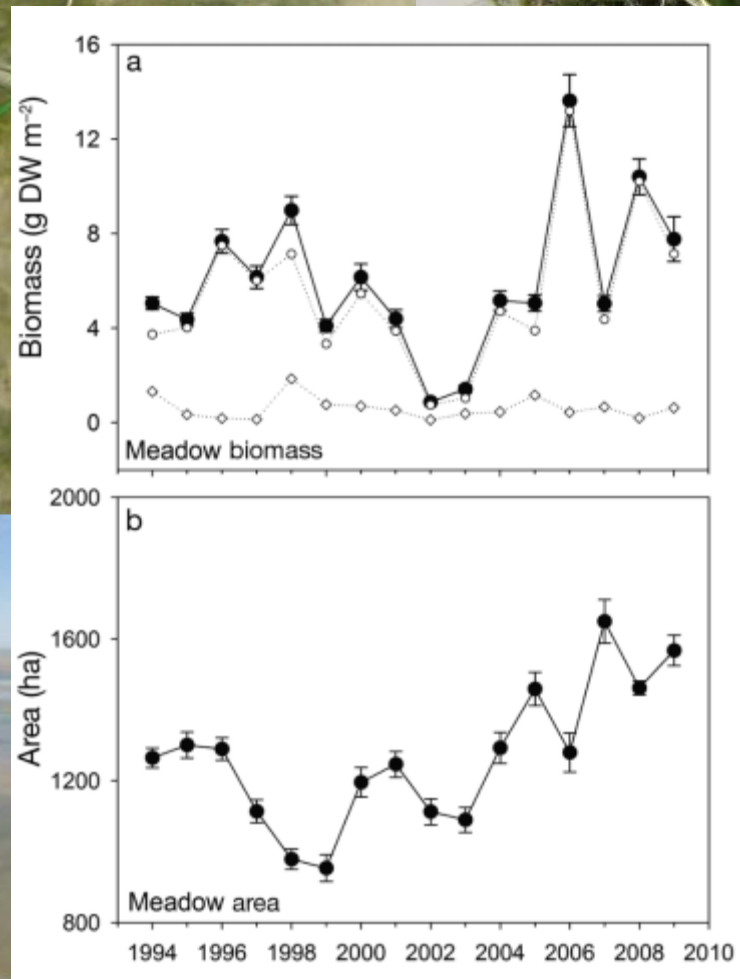 a
16
12
8
4
0
Biomass (g DW m⁻²)
Meadow biomass
b
2000
1600
1200
800
Area (ha)
Meadow area
1994 1996 1998 2000 2002 2004 2006 2008 2010